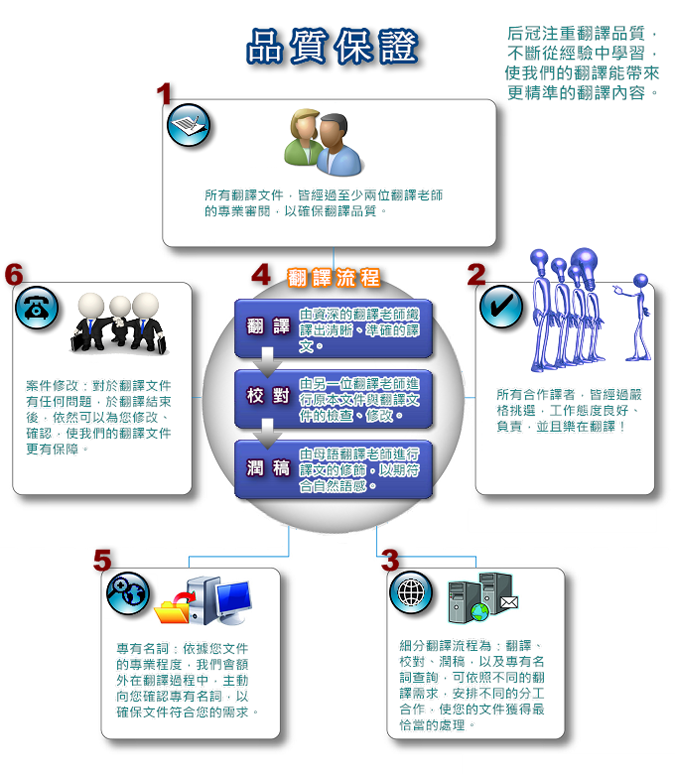 品質保證
后冠注重翻譯品質，
不斷從經驗中學習，
使我們的翻譯能帶來
更精準的翻譯內容。
1
所有翻譯文件，皆經過至少兩位翻譯老師
的專業審閱，以確保翻譯品質。
2
所有合作譯者，皆經過嚴
格挑選，工作態度良好、
負責，並且樂在翻譯！
3
細分翻譯流程為：翻譯、
校對、潤稿，以及專有名
詞查詢，可依照不同的翻
譯需求，安排不同的分工
合作，使您的文件獲得最
恰當的處理。
4 翻譯流程
翻譯
由資深的翻譯老師織
譯出清晰、準確的譯
文。
校對
由另一位翻譯老師進
行原本文件與翻譯文
件的檢查、修改。
潤稿
由母語翻譯老師進行
譯文的修飾，以期符
合自然語感。
5
專有名詞：依據您文件
的專業程度，我們會額
外在翻譯過程中，主動
向您確認專有名詞，以
確保文件符合您的需求。
6
案件修改：對於翻譯文件
有任何問題，於翻譯結束
後，依然可以為您修改、
確認，使我們的翻譯文件
更有保障。